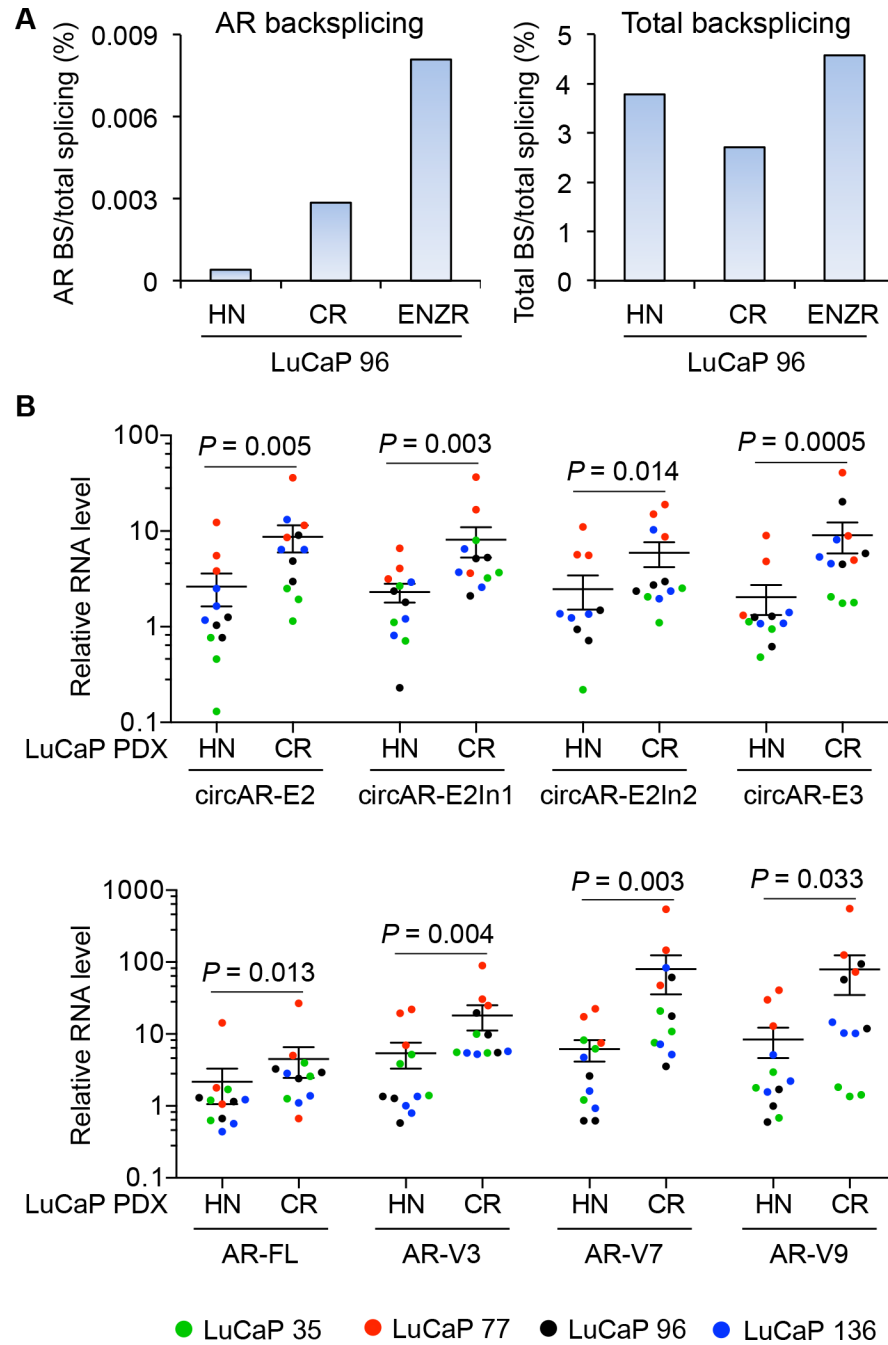 A
AR backsplicing
AR BS/total splicing (%)
0.009
0.006
0.003
0
HN CR ENZR
LuCaP 96
Total backsplicing
Total BS/total splicing (%)
5
4
3
2
1
0
HN CR ENZR
LuCaP 96
B
Relative RNA level
100
10
1
0.1
P = 0.005 P = 0.003 P = 0.014 P = 0.0005
LuCaP PDX HN CR HN CR HN CR HN CR
circAR-E2 circAR-E2In1 circAR-E2In2 circAR-E3
Relative RNA level
1000
100
10
1
0.1
P = 0.013 P = 0.004 P = 0.003 P = 0.033
LuCaP PDX HN CR HN CR HN CR HN CR
AR-FL AR-V3 AR-V7 AR-V9
LuCaP 35 LuCaP 77 LuCaP 96 LuCaP 136